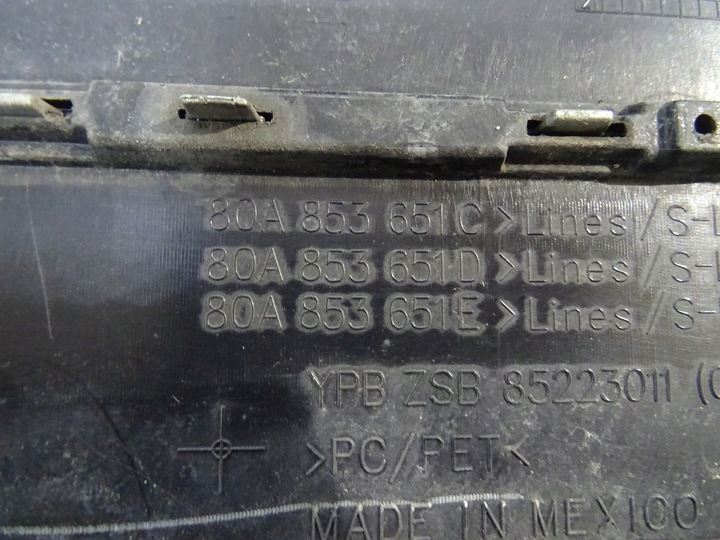 80A 853 651C >Lines/S-L
80A 853 651D >Lines/S-L
80A 853 651E >Lines/S-
YPB ZSB 85223011 (
>PC/PET<
MADE IN MEXICO